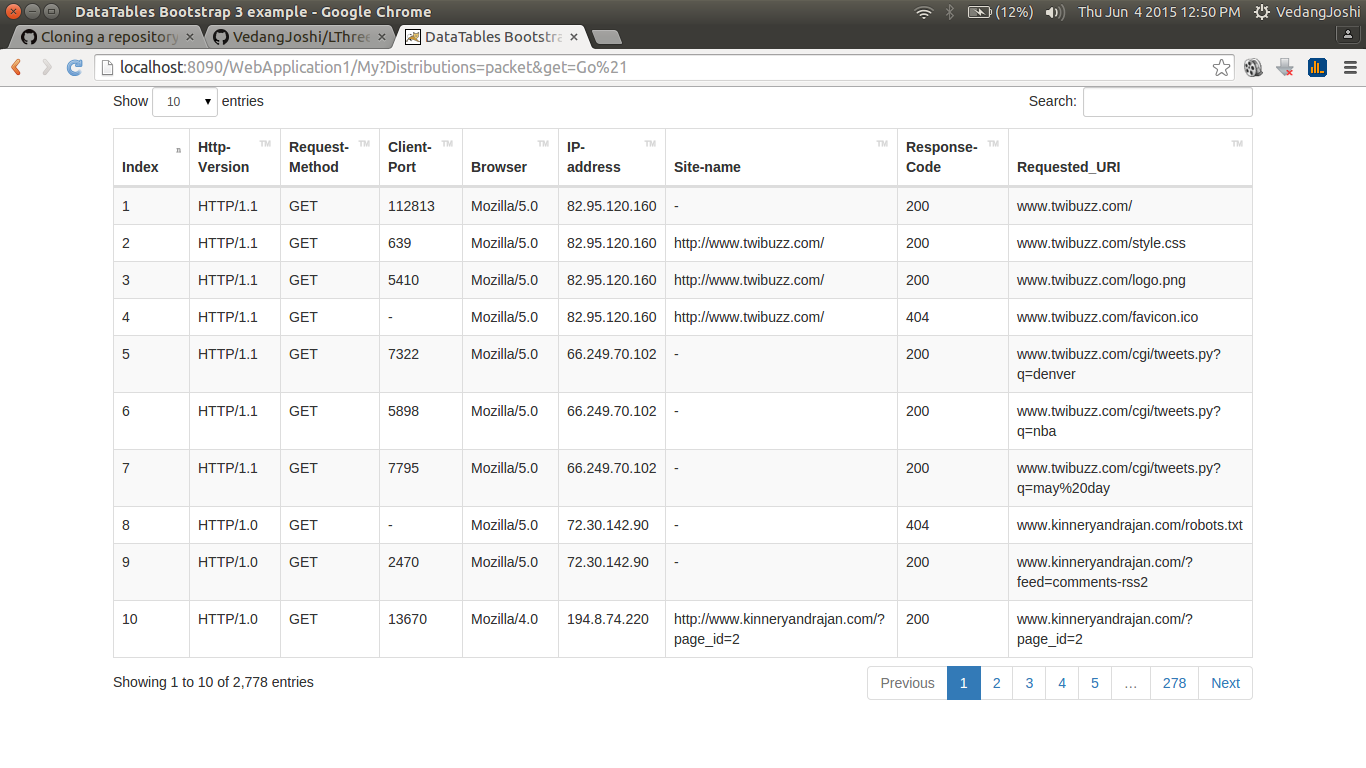 DataTables Bootstrap 3 example - Google Chrome
(12%) Thu Jun 4 2015 12:50 PM VedangJoshi
Cloning a repository × VedangJoshi/LThree × DataTables Bootstra ×
localhost:8090/WebApplication1/My?Distributions=packet&get=Go%21
Show 10 entries Search:
Index Http-Version Request-Method Client-Port Browser IP-address Site-name Response-Code Requested_URI
1 HTTP/1.1 GET 112813 Mozilla/5.0 82.95.120.160 - 200 www.twibuzz.com/
2 HTTP/1.1 GET 639 Mozilla/5.0 82.95.120.160 http://www.twibuzz.com/ 200 www.twibuzz.com/style.css
3 HTTP/1.1 GET 5410 Mozilla/5.0 82.95.120.160 http://www.twibuzz.com/ 200 www.twibuzz.com/logo.png
4 HTTP/1.1 GET - Mozilla/5.0 82.95.120.160 http://www.twibuzz.com/ 404 www.twibuzz.com/favicon.ico
5 HTTP/1.1 GET 7322 Mozilla/5.0 66.249.70.102 - 200 www.twibuzz.com/cgi/tweets.py?
q=denver
6 HTTP/1.1 GET 5898 Mozilla/5.0 66.249.70.102 - 200 www.twibuzz.com/cgi/tweets.py?
q=nba
7 HTTP/1.1 GET 7795 Mozilla/5.0 66.249.70.102 - 200 www.twibuzz.com/cgi/tweets.py?
q=may%20day
8 HTTP/1.0 GET - Mozilla/5.0 72.30.142.90 - 404 www.kinneryandrajan.com/robots.txt
9 HTTP/1.0 GET 2470 Mozilla/5.0 72.30.142.90 - 200 www.kinneryandrajan.com/?
feed=comments-rss2
10 HTTP/1.0 GET 13670 Mozilla/4.0 194.8.74.220 http://www.kinneryandrajan.com/? 200 www.kinneryandrajan.com/?
page_id=2 page_id=2
Showing 1 to 10 of 2,778 entries Previous 1 2 3 4 5 … 278 Next